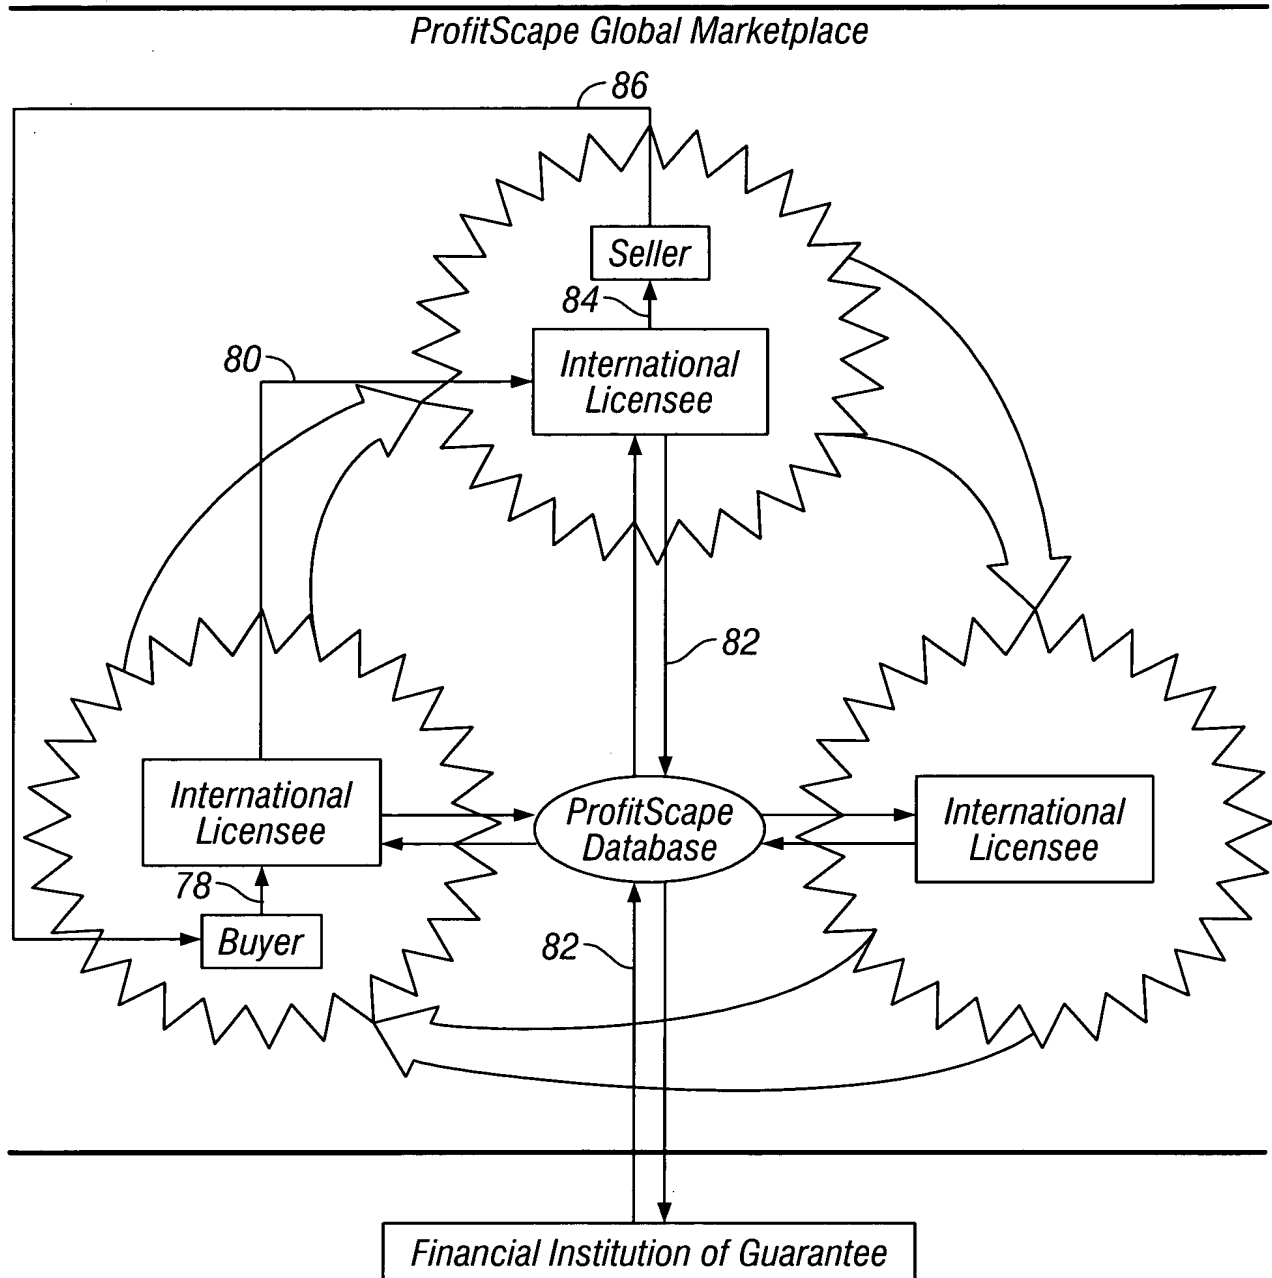 ProfitScape Global Marketplace
86
Seller
84
International
Licensee
80
82
International
Licensee
ProfitScape
Database
International
Licensee
78
Buyer
82
Financial Institution of Guarantee